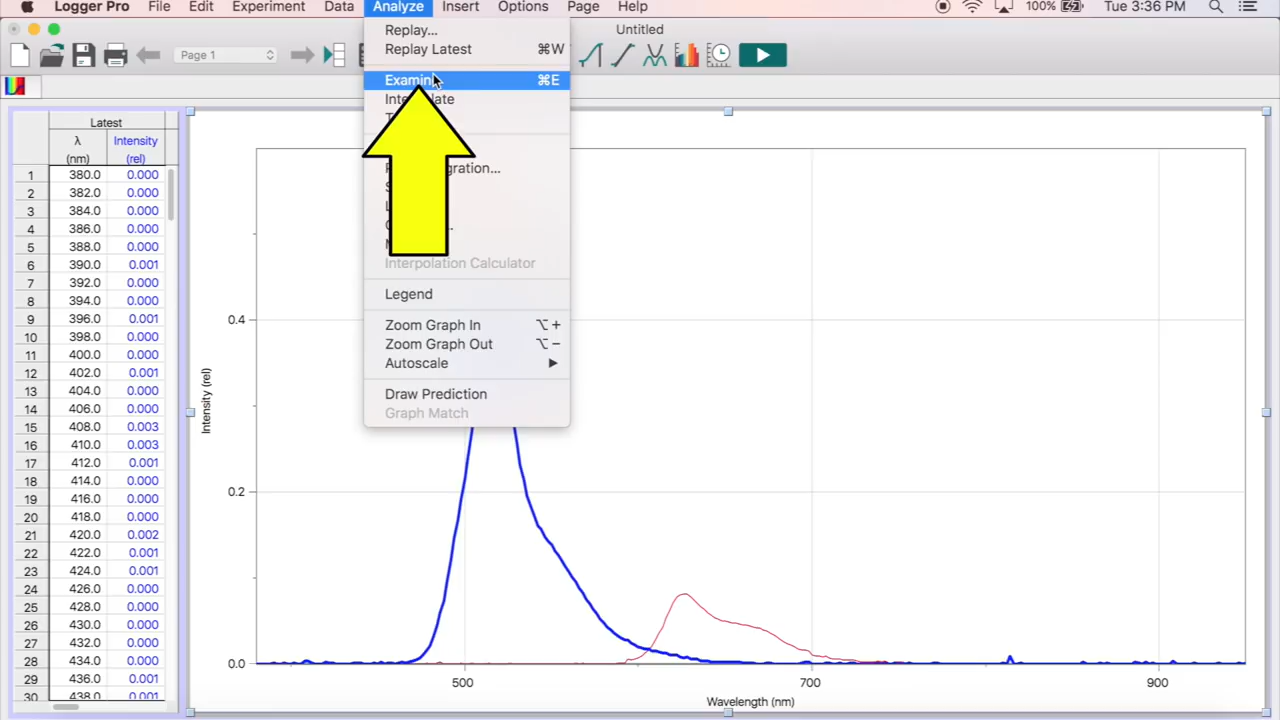 Logger Pro File Edit Experiment Data Analyze Insert Options Page Help 100% Tue 3:36 PM
Untitled
Page 1
Replay...
Replay Latest ⌘W
Examine ⌘E
Interpolate
Interpolation Calculator
Legend
Zoom Graph In ⌥ +
Zoom Graph Out ⌥ −
Autoscale ▶
Draw Prediction
Graph Match
Latest
λ Intensity
(nm) (rel)
1 380.0 0.000
2 382.0 0.000
3 384.0 0.000
4 386.0 0.000
5 388.0 0.000
6 390.0 0.001
7 392.0 0.000
8 394.0 0.000
9 396.0 0.001
10 398.0 0.000
11 400.0 0.000
12 402.0 0.001
13 404.0 0.000
14 406.0 0.000
15 408.0 0.003
16 410.0 0.003
17 412.0 0.001
18 414.0 0.000
19 416.0 0.000
20 418.0 0.000
21 420.0 0.002
22 422.0 0.001
23 424.0 0.001
24 426.0 0.000
25 428.0 0.000
26 430.0 0.000
27 432.0 0.000
28 434.0 0.000
29 436.0 0.001
30 438.0 0.001
Intensity (rel)
0.4
0.2
0.0
500 700 900
Wavelength (nm)